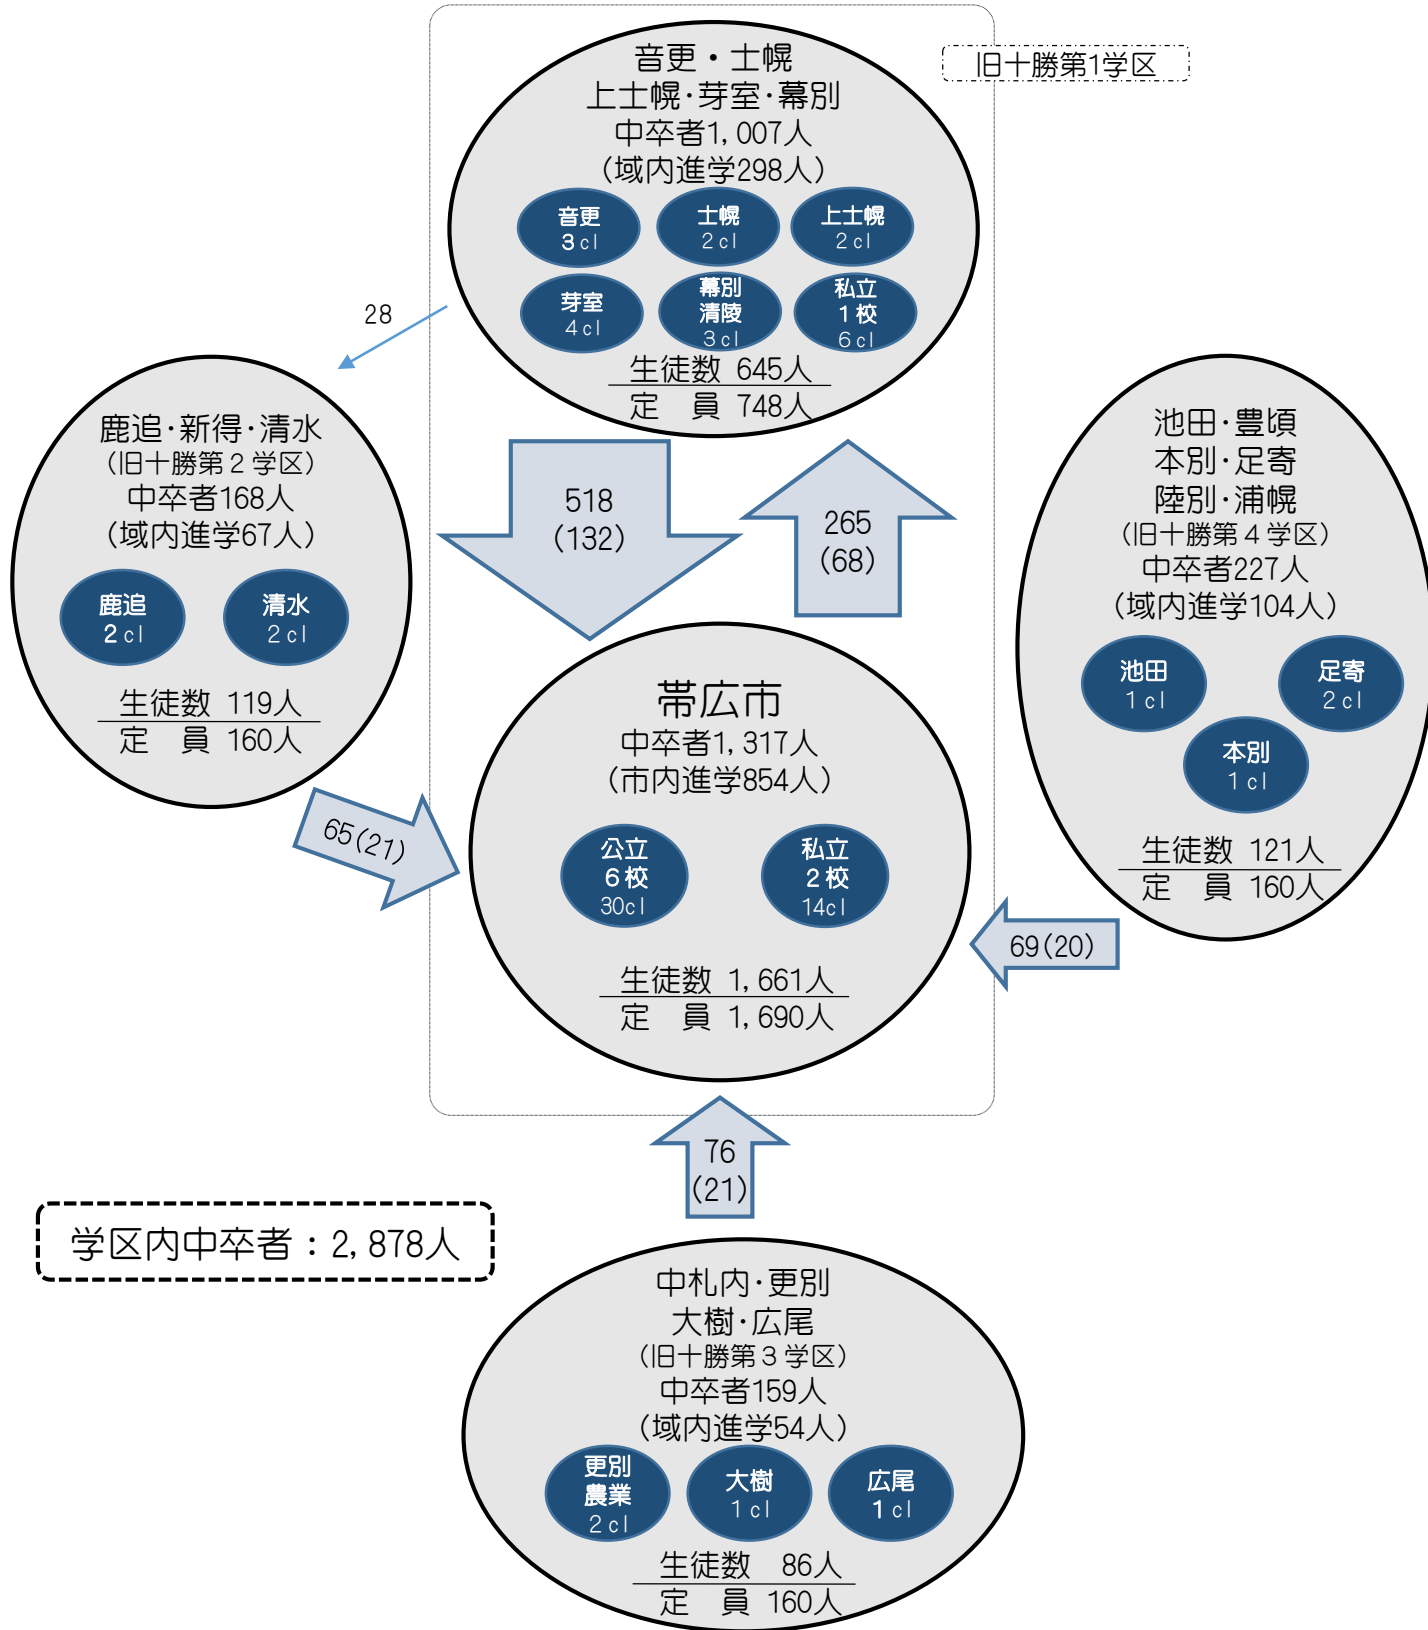 旧十勝第1学区
音更・士幌
上士幌・芽室・幕別
中卒者1,007人
(域内進学298人)
音更
3cl
士幌
2cl
上士幌
2cl
芽室
4cl
幕別
清陵
3cl
私立
1校
6cl
生徒数 645人
定 員 748人
28
鹿追・新得・清水
(旧十勝第2学区)
中卒者168人
(域内進学67人)
鹿追
2cl
清水
2cl
生徒数 119人
定 員 160人
518
(132)
265
(68)
池田・豊頃
本別・足寄
陸別・浦幌
(旧十勝第4学区)
中卒者227人
(域内進学104人)
池田
1cl
足寄
2cl
本別
1cl
生徒数 121人
定 員 160人
65(21)
帯広市
中卒者1,317人
(市内進学854人)
公立
6校
30cl
私立
2校
14cl
生徒数 1,661人
定 員 1,690人
69(20)
76
(21)
学区内中卒者：2,878人
中札内・更別
大樹・広尾
(旧十勝第3学区)
中卒者159人
(域内進学54人)
更別
農業
2cl
大樹
1cl
広尾
1cl
生徒数 86人
定 員 160人